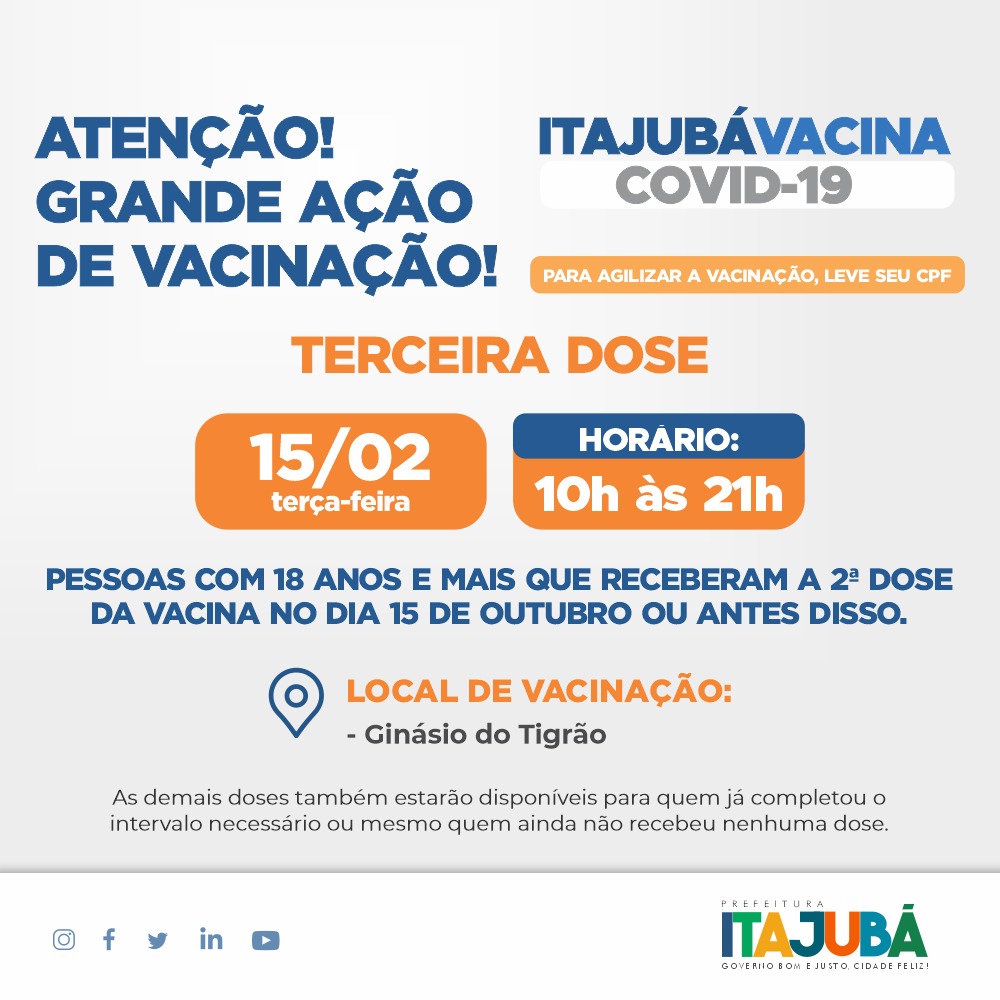 ATENÇÃO!
GRANDE AÇÃO
DE VACINAÇÃO!
ITAJUBÁVACINA
COVID-19
PARA AGILIZAR A VACINAÇÃO, LEVE SEU CPF
TERCEIRA DOSE
15/02
terça-feira
HORÁRIO:
10h às 21h
PESSOAS COM 18 ANOS E MAIS QUE RECEBERAM A 2ª DOSE
DA VACINA NO DIA 15 DE OUTUBRO OU ANTES DISSO.
LOCAL DE VACINAÇÃO:
- Ginásio do Tigrão
As demais doses também estarão disponíveis para quem já completou o
intervalo necessário ou mesmo quem ainda não recebeu nenhuma dose.
PREFEITURA
ITAJUBÁ
GOVERNO BOM E JUSTO, CIDADE FELIZ!